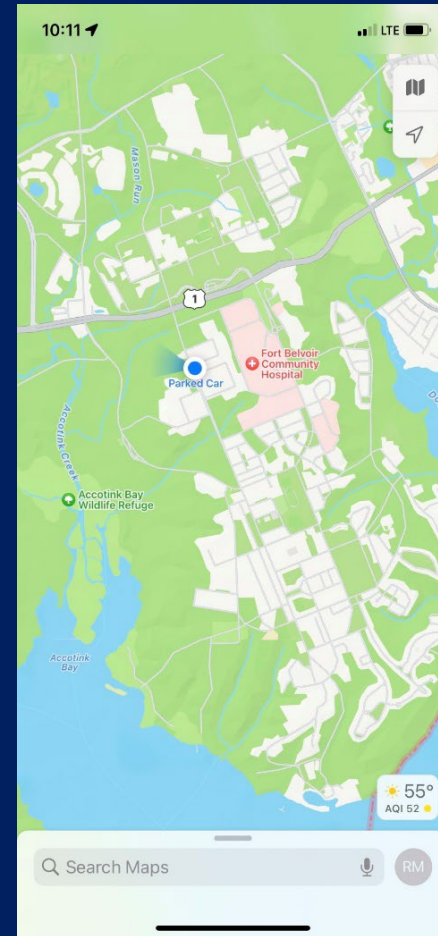 10:11
LTE
Mason Run
1
Parked Car
Fort Belvoir
Community
Hospital
Accotink Creek
Accotink Bay
Wildlife Refuge
Accotink
Bay
55°
AQI 52
Search Maps
RM